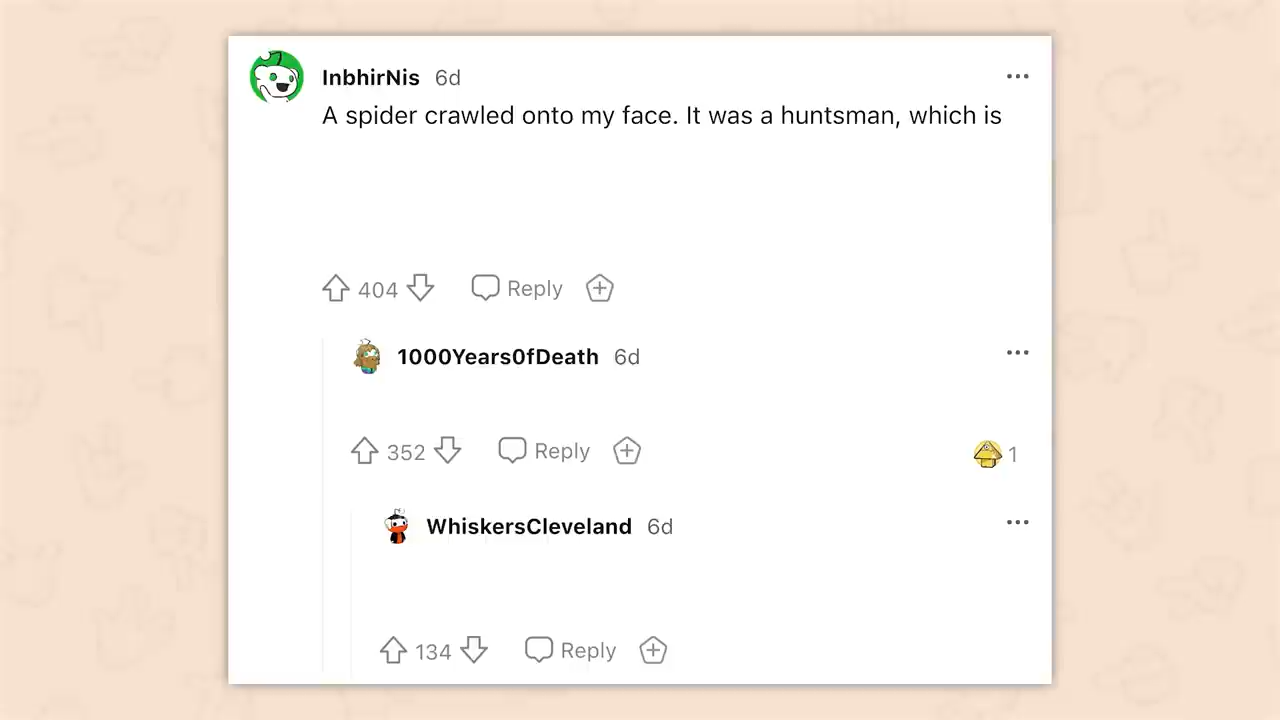 InbhirNis 6d
A spider crawled onto my face. It was a huntsman, which is
404 Reply
1000Years0fDeath 6d
352 Reply 1
WhiskersCleveland 6d
134 Reply